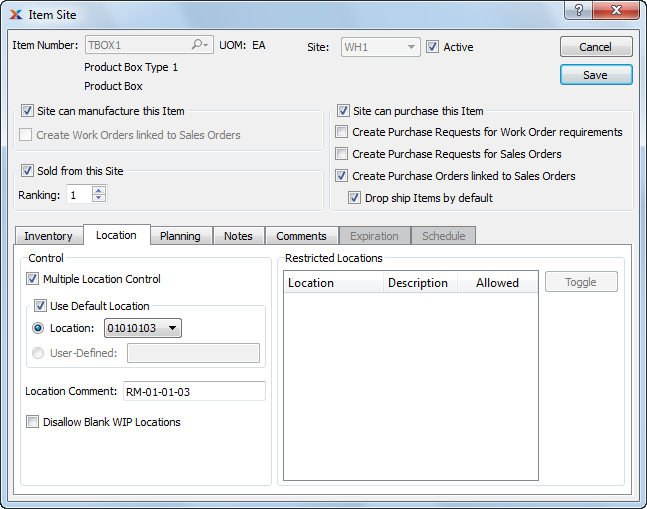 Item Site
Item Number: TBOX1 UOM: EA Site: WH1 Active Cancel
Product Box Type 1
Product Box
Save
Site can manufacture this Item
Create Work Orders linked to Sales Orders
Sold from this Site
Ranking: 1
Site can purchase this Item
Create Purchase Requests for Work Order requirements
Create Purchase Requests for Sales Orders
Create Purchase Orders linked to Sales Orders
Drop ship Items by default
Inventory Location Planning Notes Comments Expiration Schedule
Control
Multiple Location Control
Use Default Location
Location: 01010103
User-Defined:
Location Comment: RM-01-01-03
Disallow Blank WIP Locations
Restricted Locations
Location Description Allowed
Toggle